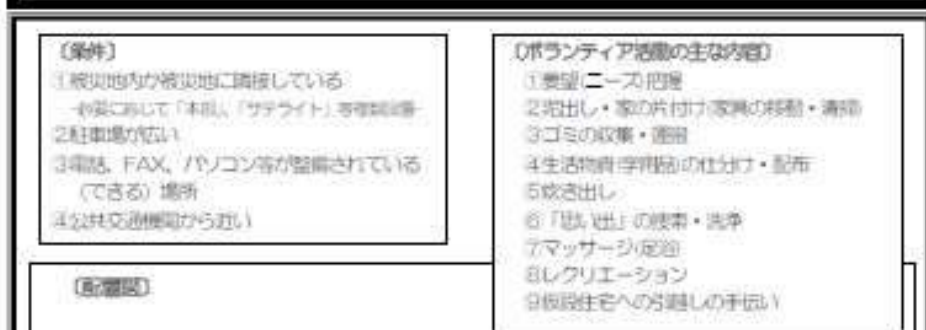 〔条件〕
1被災地内か被災地に隣接している
必要において「本部」、「サテライト」等複数設置
2駐車場が広い
3電話、FAX、パソコン等が整備されている
（できる）場所
4公共交通機関から近い
〔配置図〕
〔ボランティア活動の主な内容〕
1要望(ニーズ)把握
2泥出し・家の片付け(家具の移動・清掃)
3ゴミの収集・運搬
4生活物資(学用品)の仕分け・配布
5炊き出し
6「思い出」の捜索・洗浄
7マッサージ(足浴)
8レクリエーション
9仮設住宅への引越しの手伝い